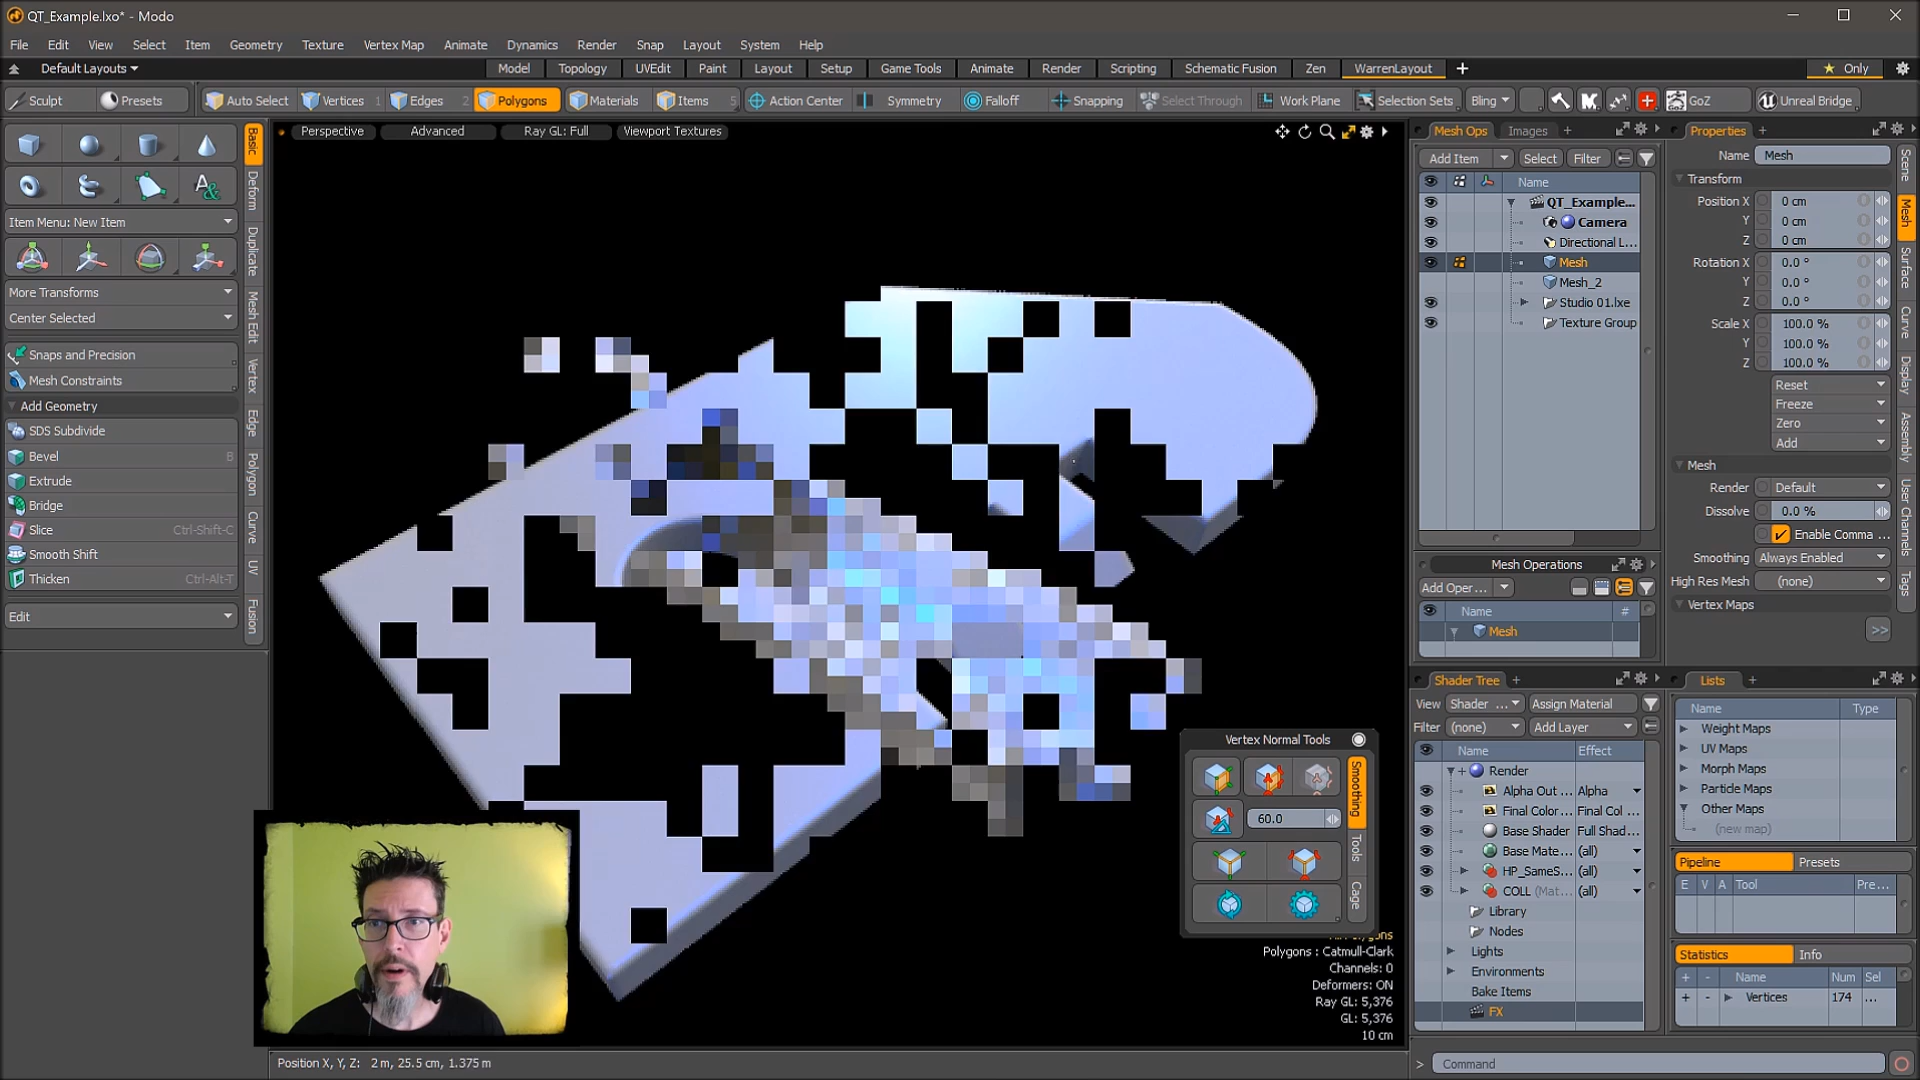 QT_Example.lxo* - Modo
File Edit View Select Item Geometry Texture Vertex Map Animate Dynamics Render Snap Layout System Help
Default Layouts Model Topology UVEdit Paint Layout Setup Game Tools Animate Render Scripting Schematic Fusion Zen WarrenLayout + Only
Sculpt Presets Auto Select Vertices 1 Edges 2 Polygons Materials Items 5 Action Center Symmetry Falloff Snapping Select Through Work Plane Selection Sets Bling GoZ Unreal Bridge
Perspective Advanced Ray GL: Full Viewport Textures
Item Menu: New Item
More Transforms
Center Selected
Snaps and Precision
Mesh Constraints
Add Geometry
SDS Subdivide
Bevel B
Extrude
Bridge
Slice Ctrl-Shift-C
Smooth Shift
Thicken Ctrl-Alt-T
Edit
Basic
Deform
Duplicate
Mesh Edit
Vertex
Edge
Polygon
Curve
UV
Fusion
Vertex Normal Tools
60.0
Smoothing
Tools
Cage
Polygons : Catmull-Clark
Channels: 0
Deformers: ON
Ray GL: 5,376
GL: 5,376
10 cm
Position X, Y, Z: 2 m, 25.5 cm, 1.375 m
Mesh Ops Images +
Add Item Select Filter
Name
QT_Example...
Camera
Directional L...
Mesh
Mesh_2
Studio 01.lxe
Texture Group
Mesh Operations
Add Oper...
Name #
Mesh
Shader Tree +
View Shader ... Assign Material
Filter (none) Add Layer
Name Effect
Render
Alpha Out ... Alpha
Final Color ... Final Col ...
Base Shader Full Shad...
Base Mate... (all)
HP_SameS... (all)
COLL (Mat... (all)
Library
Nodes
Lights
Environments
Bake Items
FX
Properties +
Name Mesh
Transform
Position X 0 cm
Y 0 cm
Z 0 cm
Rotation X 0.0 °
Y 0.0 °
Z 0.0 °
Scale X 100.0 %
Y 100.0 %
Z 100.0 %
Reset
Freeze
Zero
Add
Mesh
Render Default
Dissolve 0.0 %
Enable Comma ...
Smoothing Always Enabled
High Res Mesh (none)
Vertex Maps
>>
Scene
Mesh
Surface
Curve
Display
Assembly
User Channels
Tags
Lists +
Name Type
Weight Maps
UV Maps
Morph Maps
Particle Maps
Other Maps
(new map)
Pipeline Presets
E V A Tool Pre...
Statistics Info
+ - Name Num Sel
+ - Vertices 174 ...
> Command